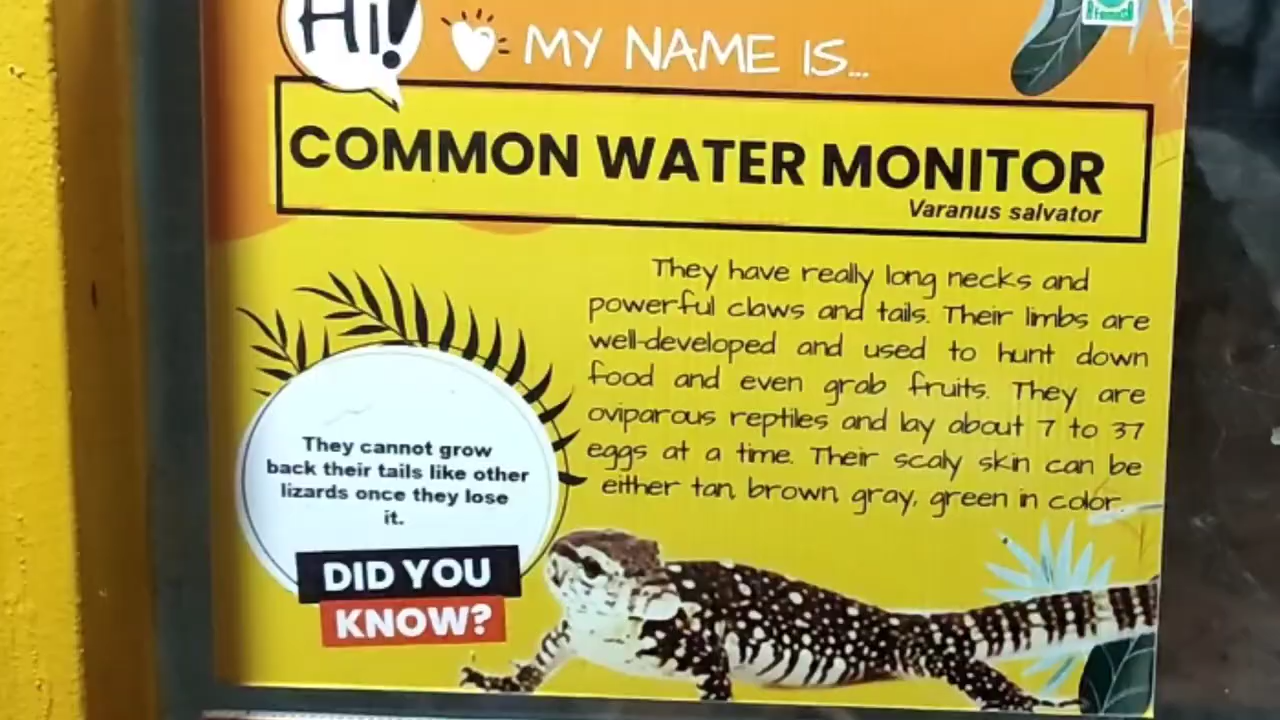 Hi!
MY NAME IS...
COMMON WATER MONITOR
Varanus salvator
They have really long necks and
powerful claws and tails. Their limbs are
well-developed and used to hunt down
food and even grab fruits. They are
oviparous reptiles and lay about 7 to 37
eggs at a time. Their scaly skin can be
either tan, brown, gray, green in color.
They cannot grow
back their tails like other
lizards once they lose
it.
DID YOU
KNOW?